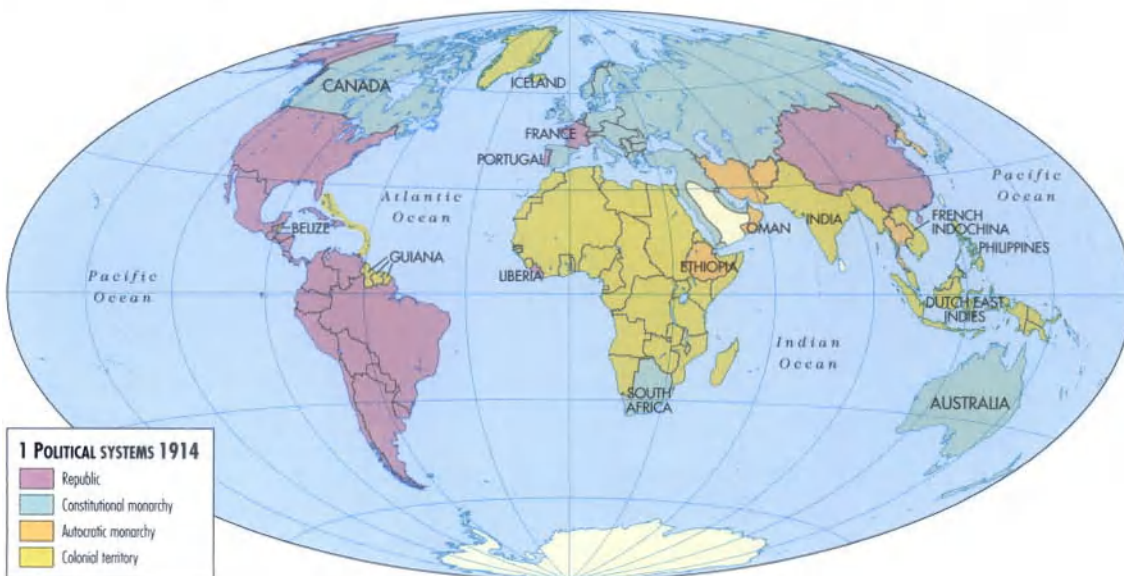 CANADA
ICELAND
FRANCE
PORTUGAL
Atlantic
Ocean
Pacific
Ocean
BELIZE
GUIANA
LIBERIA
ETHIOPIA
OMAN
INDIA
FRENCH
INDOCHINA
PHILIPPINES
DUTCH EAST
INDIES
Pacific
Ocean
Indian
Ocean
SOUTH
AFRICA
AUSTRALIA
1 POLITICAL SYSTEMS 1914
Republic
Constitutional monarchy
Autocratic monarchy
Colonial territory